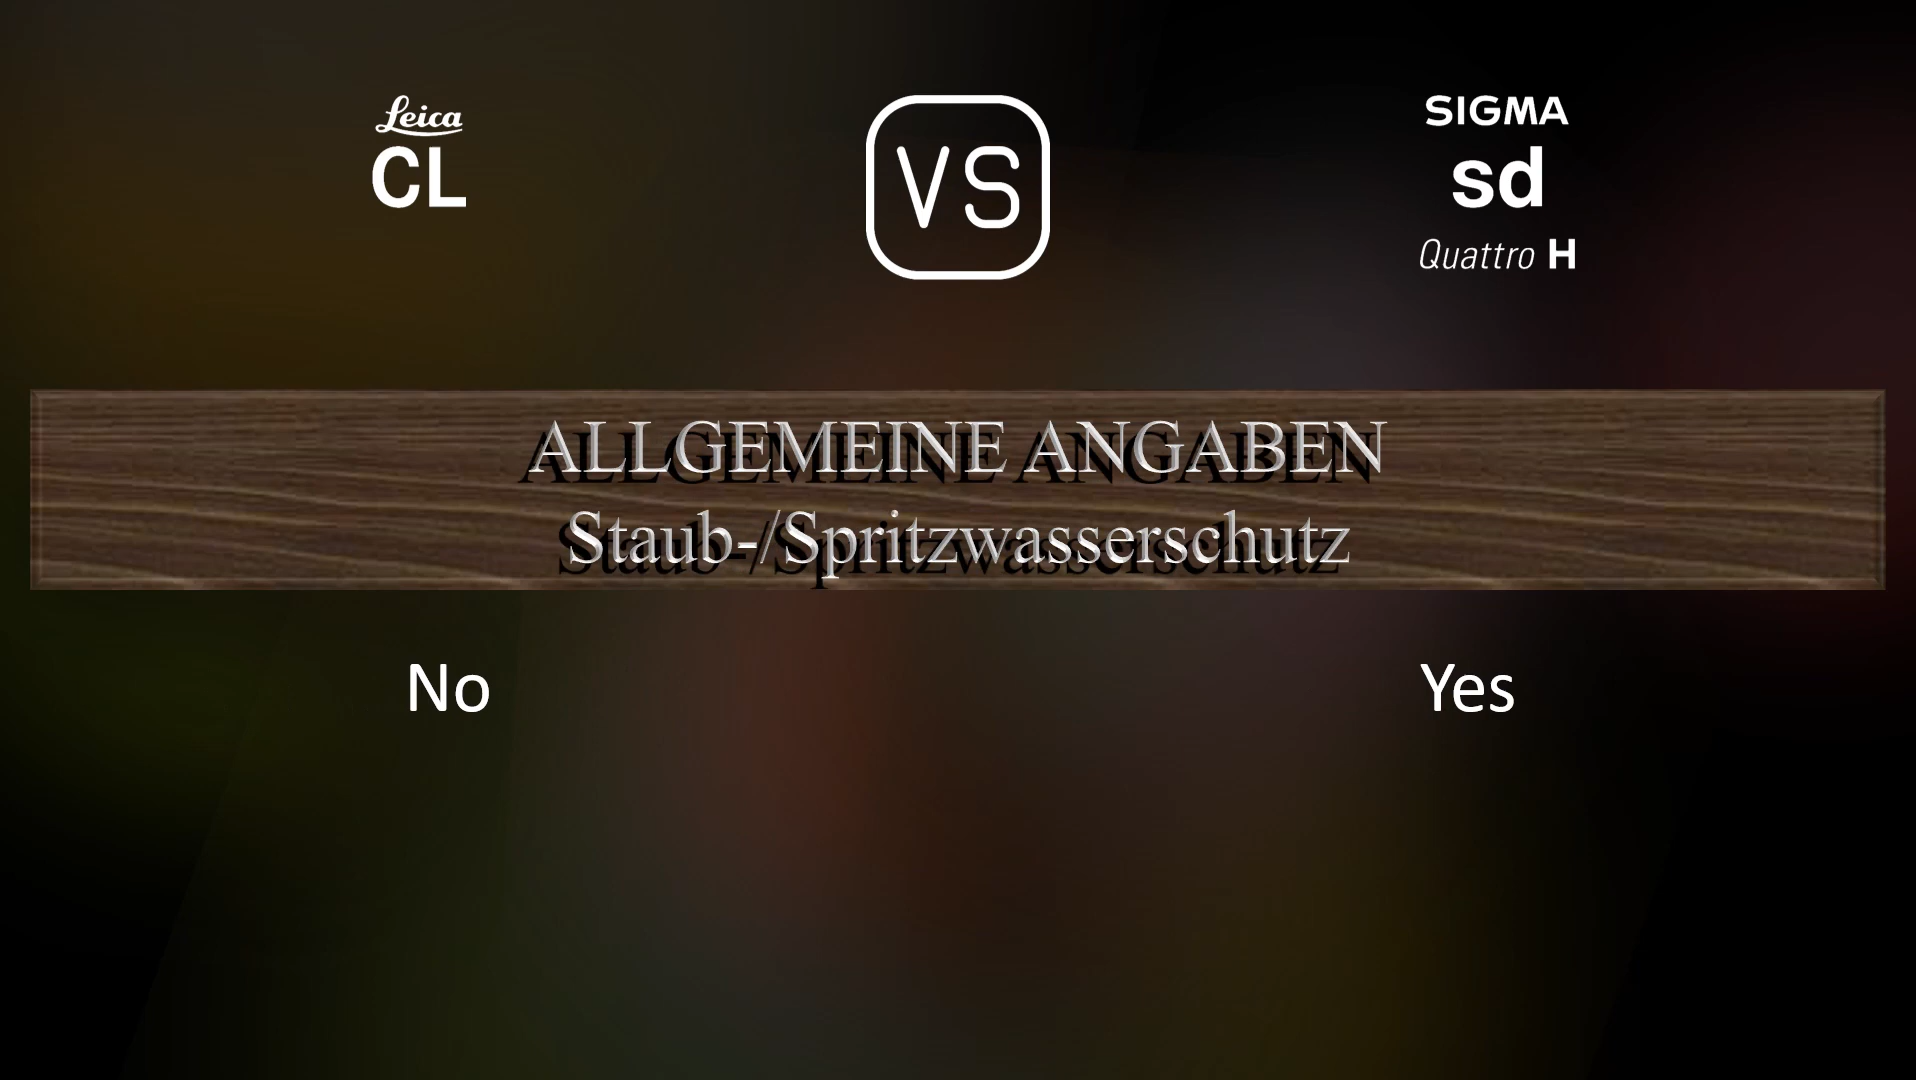 Leica
CL
VS
SIGMA
sd
Quattro H
ALLGEMEINE ANGABEN
Staub-/Spritzwasserschutz
No
Yes